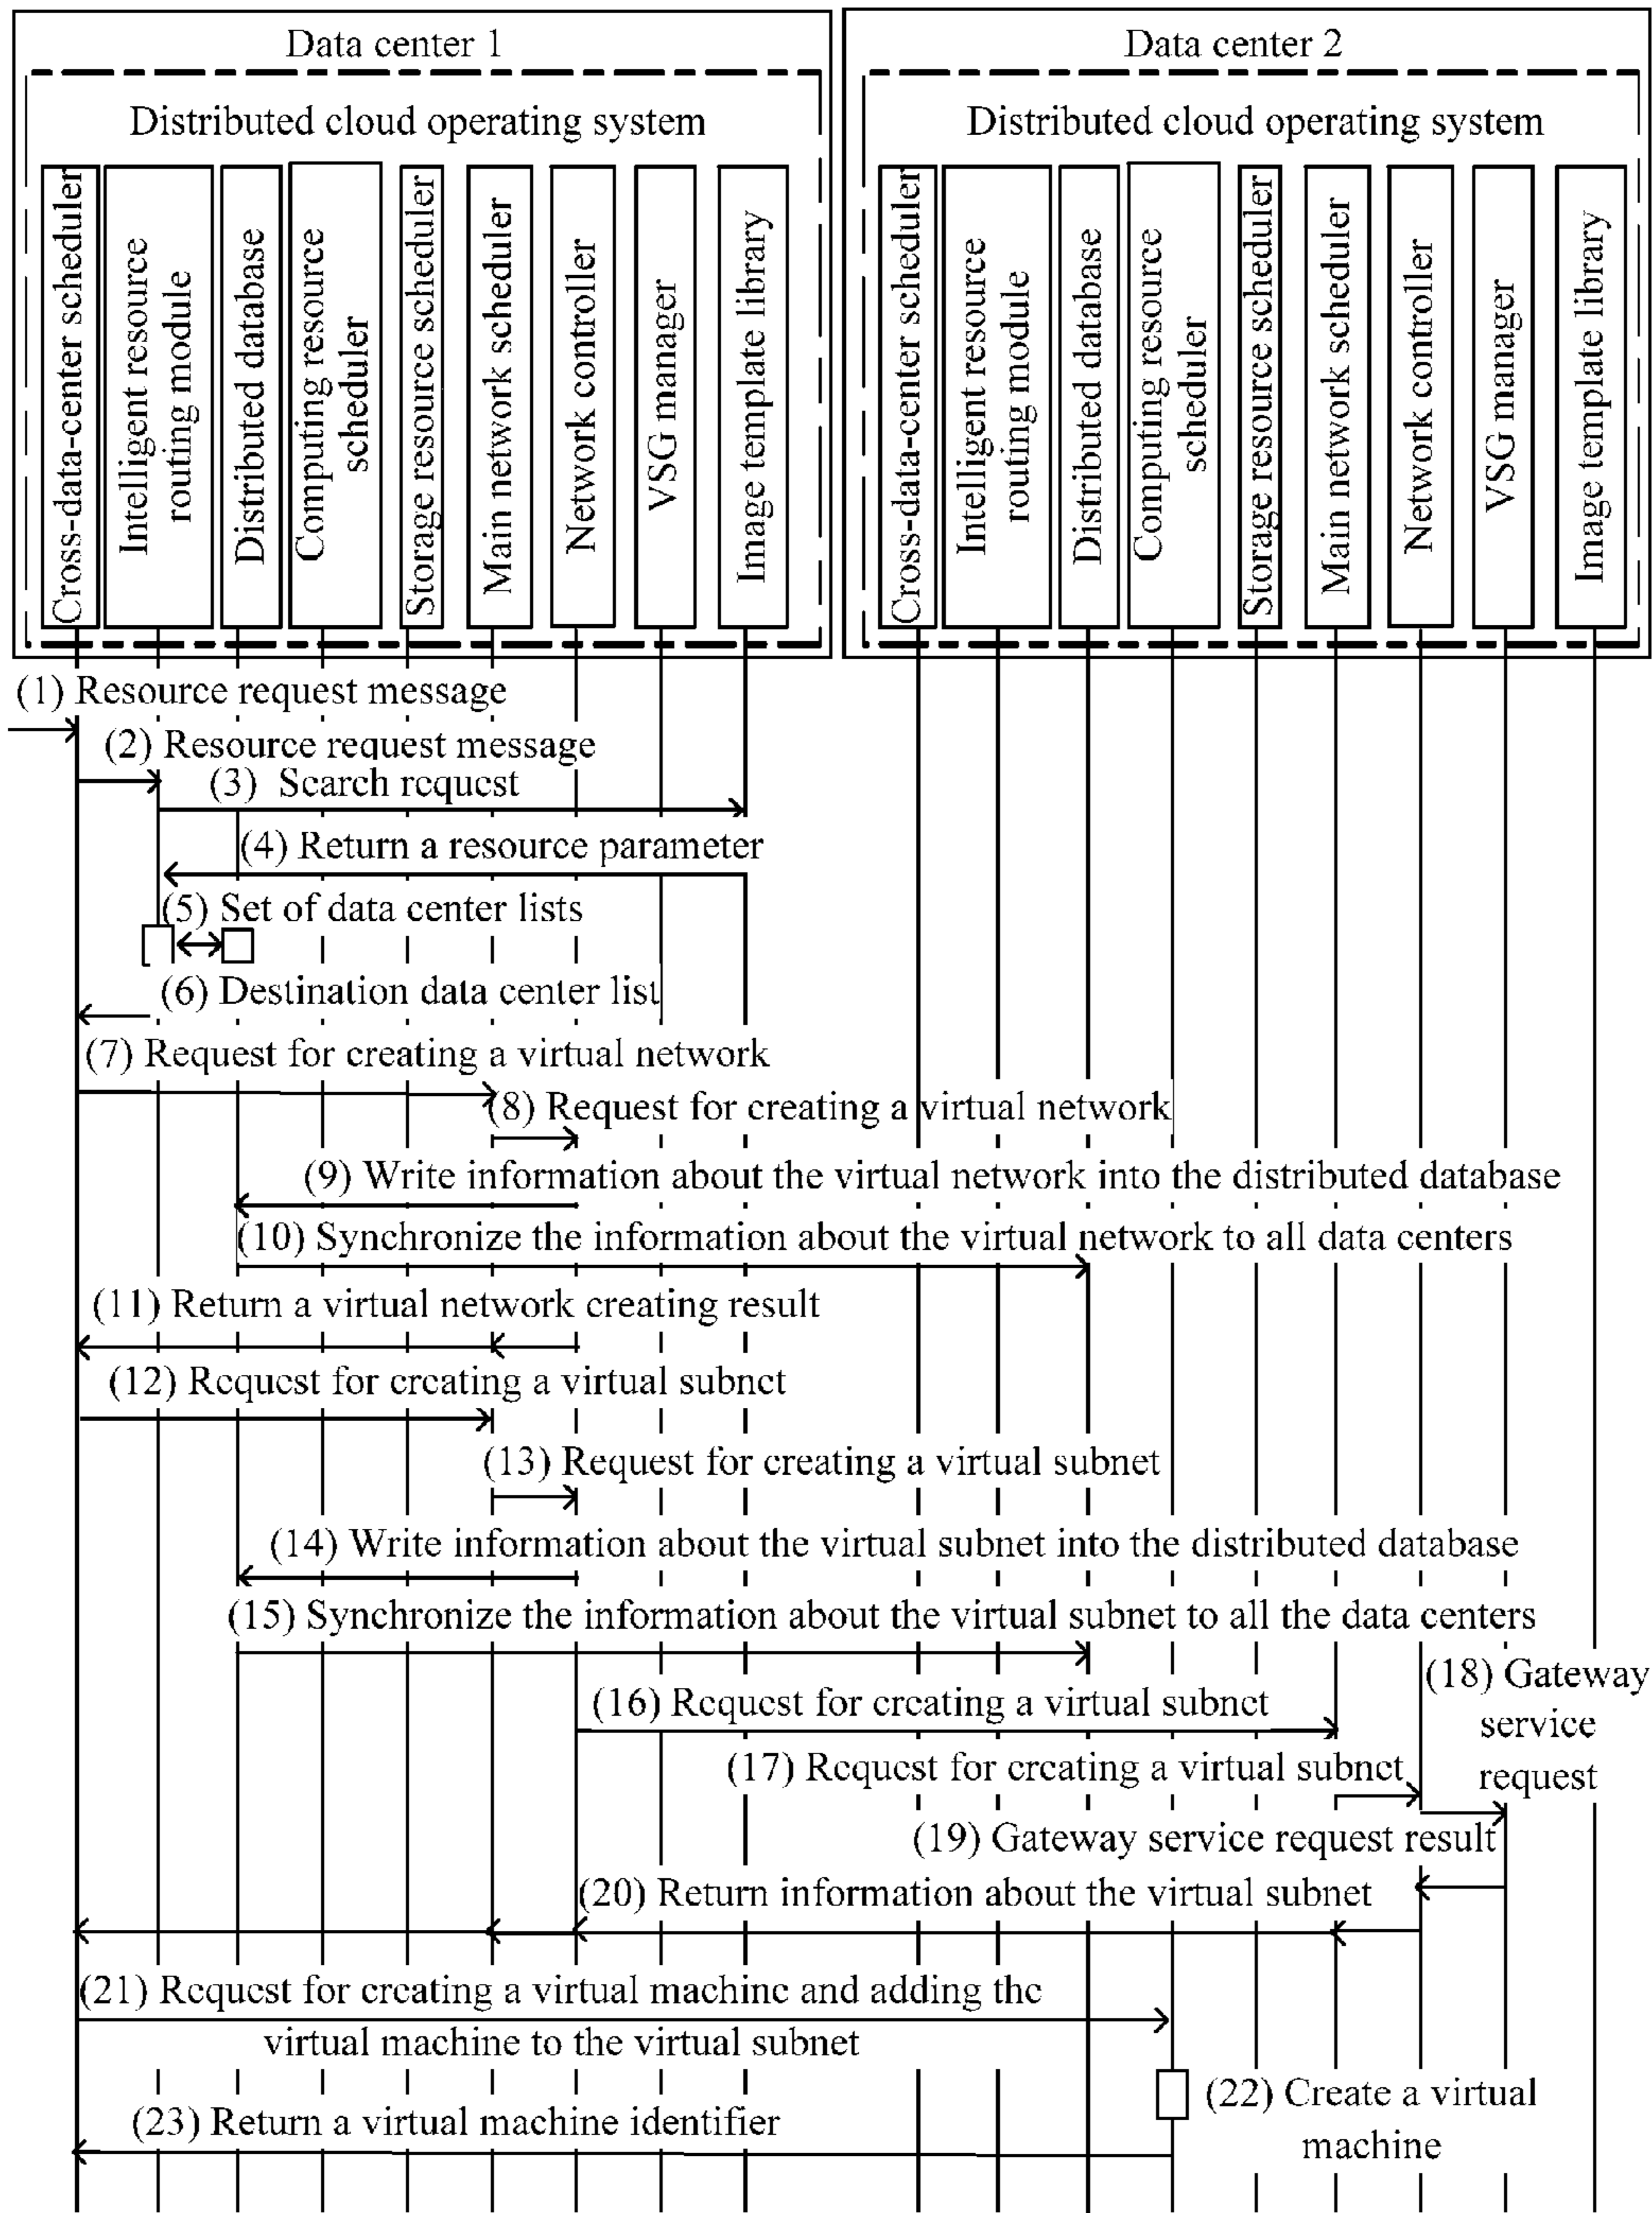 Data center 1
Distributed cloud operating system
Cross-data-center scheduler
Intelligent resource
routing module
Distributed database
Computing resource
scheduler
Storage resource scheduler
Main network scheduler
Network controller
VSG manager
Image template library
Data center 2
Distributed cloud operating system
Cross-data-center scheduler
Intelligent resource
routing module
Distributed database
Computing resource
scheduler
Storage resource scheduler
Main network scheduler
Network controller
VSG manager
Image template library
(1) Resource request message
(2) Resource request message
(3) Search request
(4) Return a resource parameter
(5) Set of data center lists
(6) Destination data center list
(7) Request for creating a virtual network
(8) Request for creating a virtual network
(9) Write information about the virtual network into the distributed database
(10) Synchronize the information about the virtual network to all data centers
(11) Return a virtual network creating result
(12) Request for creating a virtual subnet
(13) Request for creating a virtual subnet
(14) Write information about the virtual subnet into the distributed database
(15) Synchronize the information about the virtual subnet to all the data centers
(16) Request for creating a virtual subnet
(17) Request for creating a virtual subnet
(18) Gateway
service
request
(19) Gateway service request result
(20) Return information about the virtual subnet
(21) Request for creating a virtual machine and adding the
virtual machine to the virtual subnet
(22) Create a virtual
machine
(23) Return a virtual machine identifier